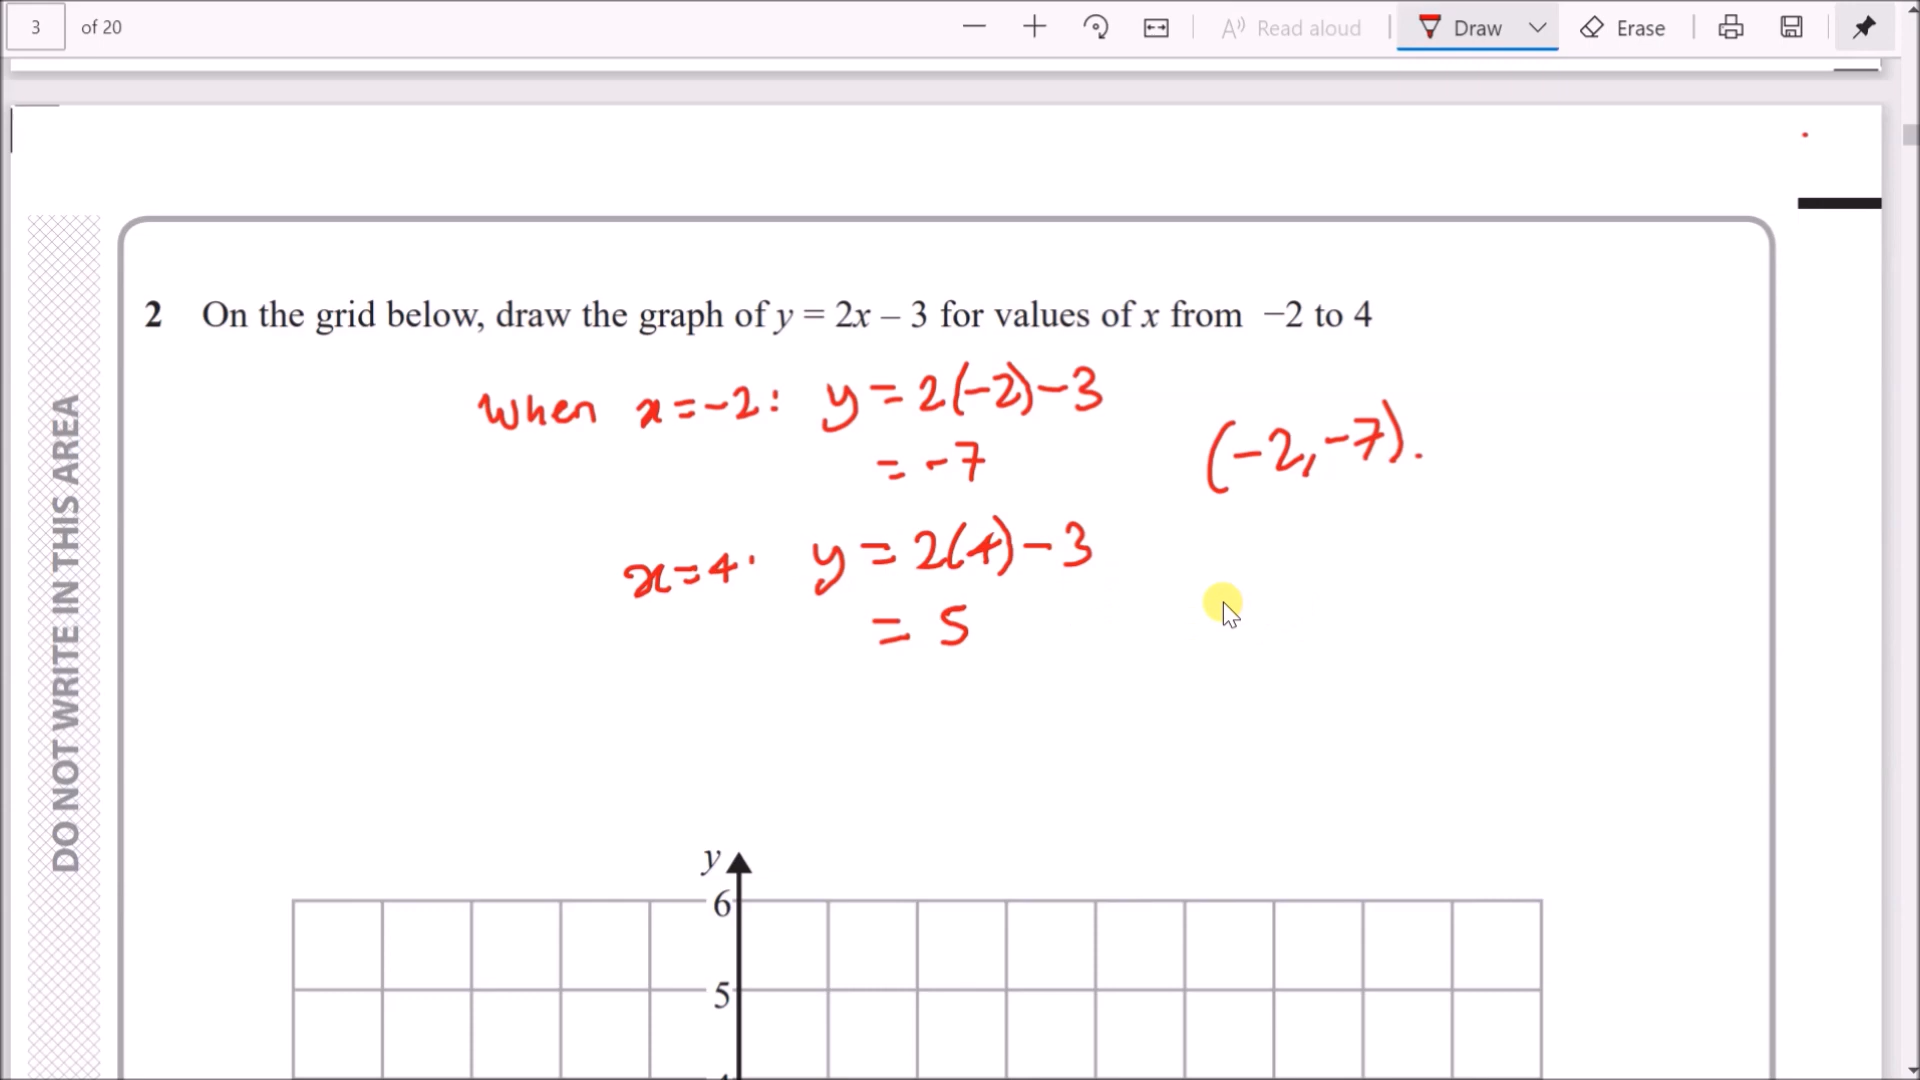 3 of 20 Read aloud Draw Erase
DO NOT WRITE IN THIS AREA
2 On the grid below, draw the graph of y = 2x – 3 for values of x from −2 to 4
When x=-2: y=2(-2)-3
= -7
(-2,-7).
x=4: y=2(4)-3
= 5
y
6
5